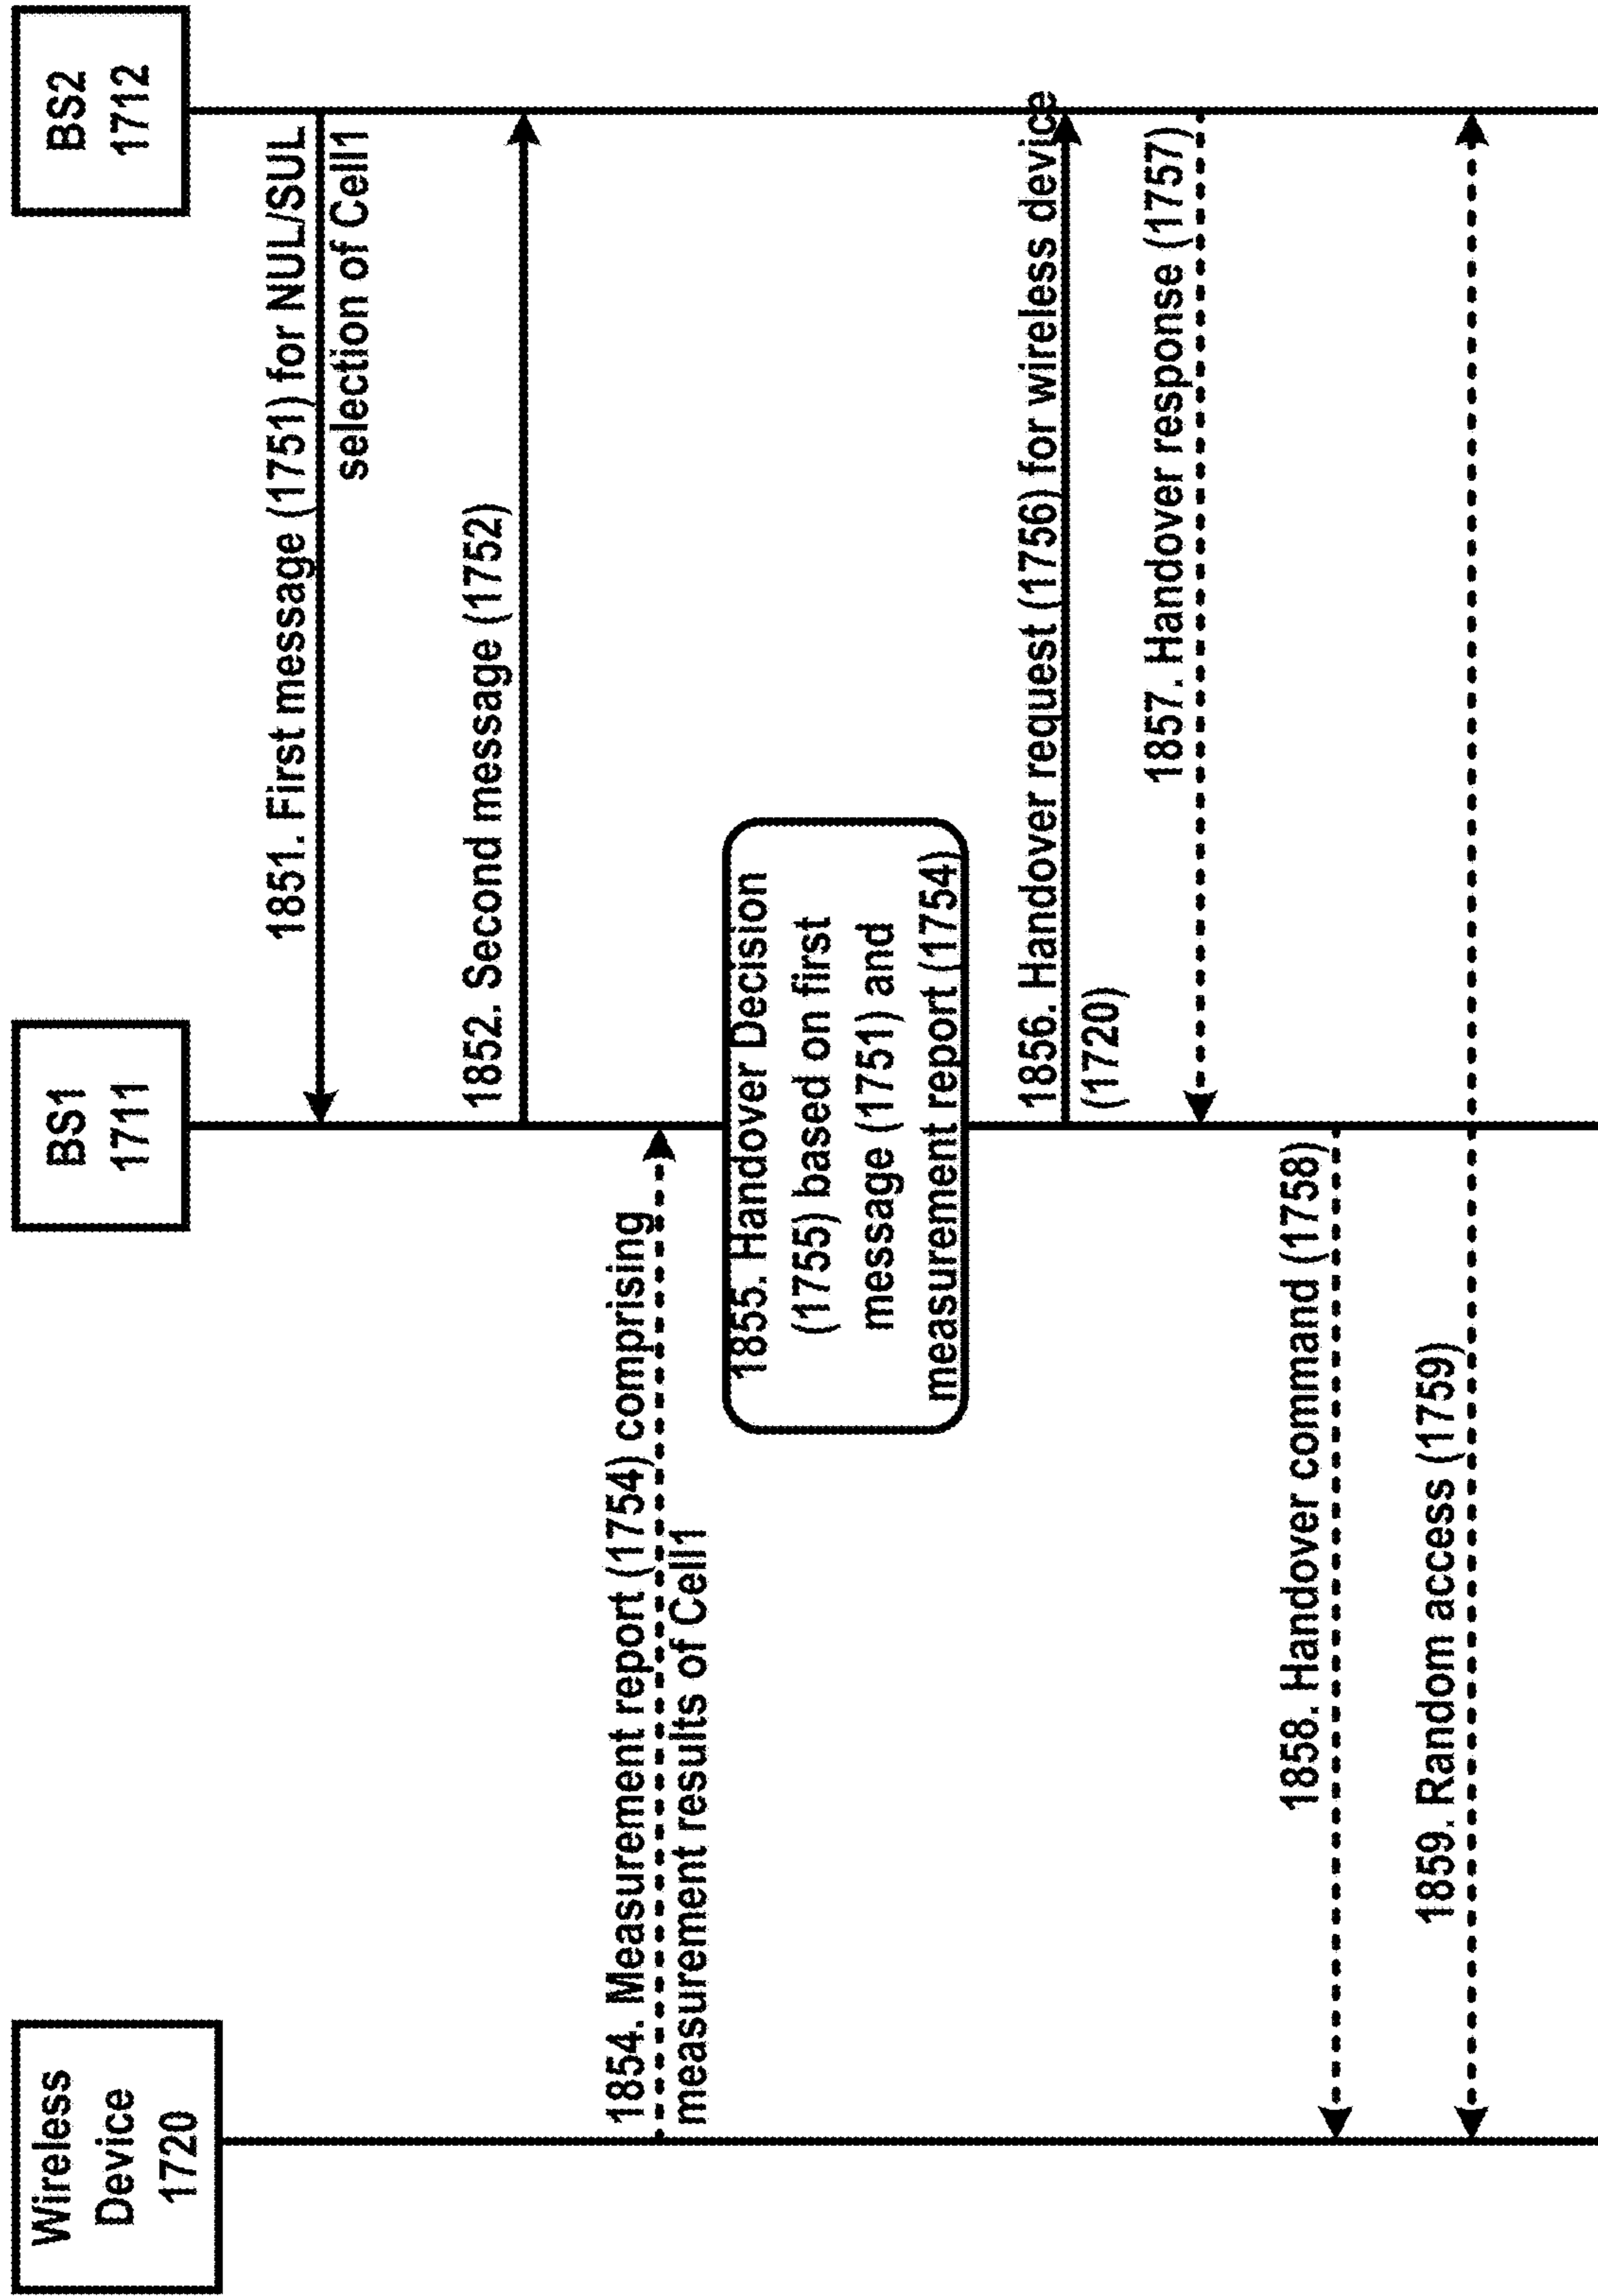 Wireless
Device
1720
BS1
1711
BS2
1712
1851. First message (1751) for NUL/SUL
selection of Cell1
1852. Second message (1752)
1854. Measurement report (1754) comprising
measurement results of Cell1
1855. Handover Decision
(1755) based on first
message (1751) and
measurement report (1754)
1856. Handover request (1756) for wireless device
(1720)
1857. Handover response (1757)
1858. Handover command (1758)
1859. Random access (1759)